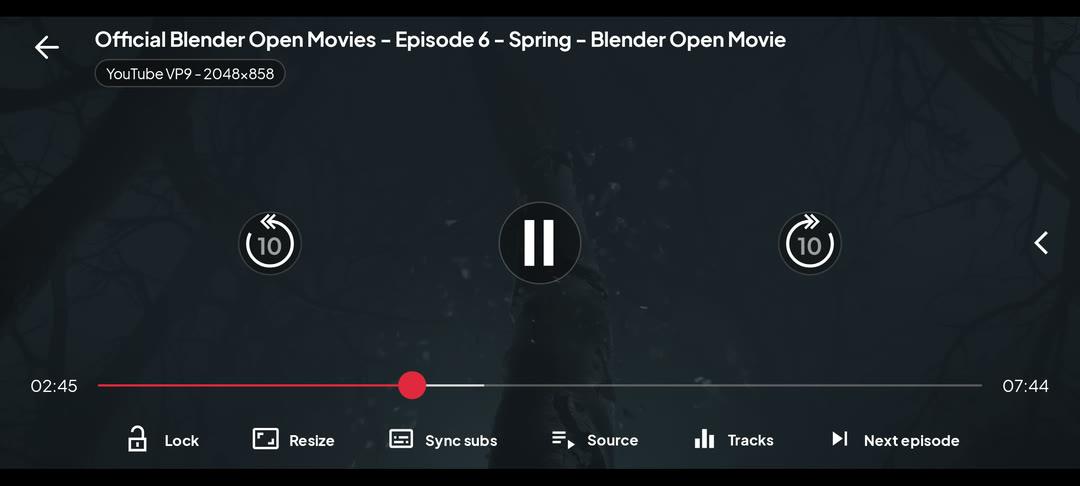 Official Blender Open Movies – Episode 6 – Spring – Blender Open Movie
YouTube VP9 - 2048x858
10
10
02:45
07:44
Lock
Resize
Sync subs
Source
Tracks
Next episode